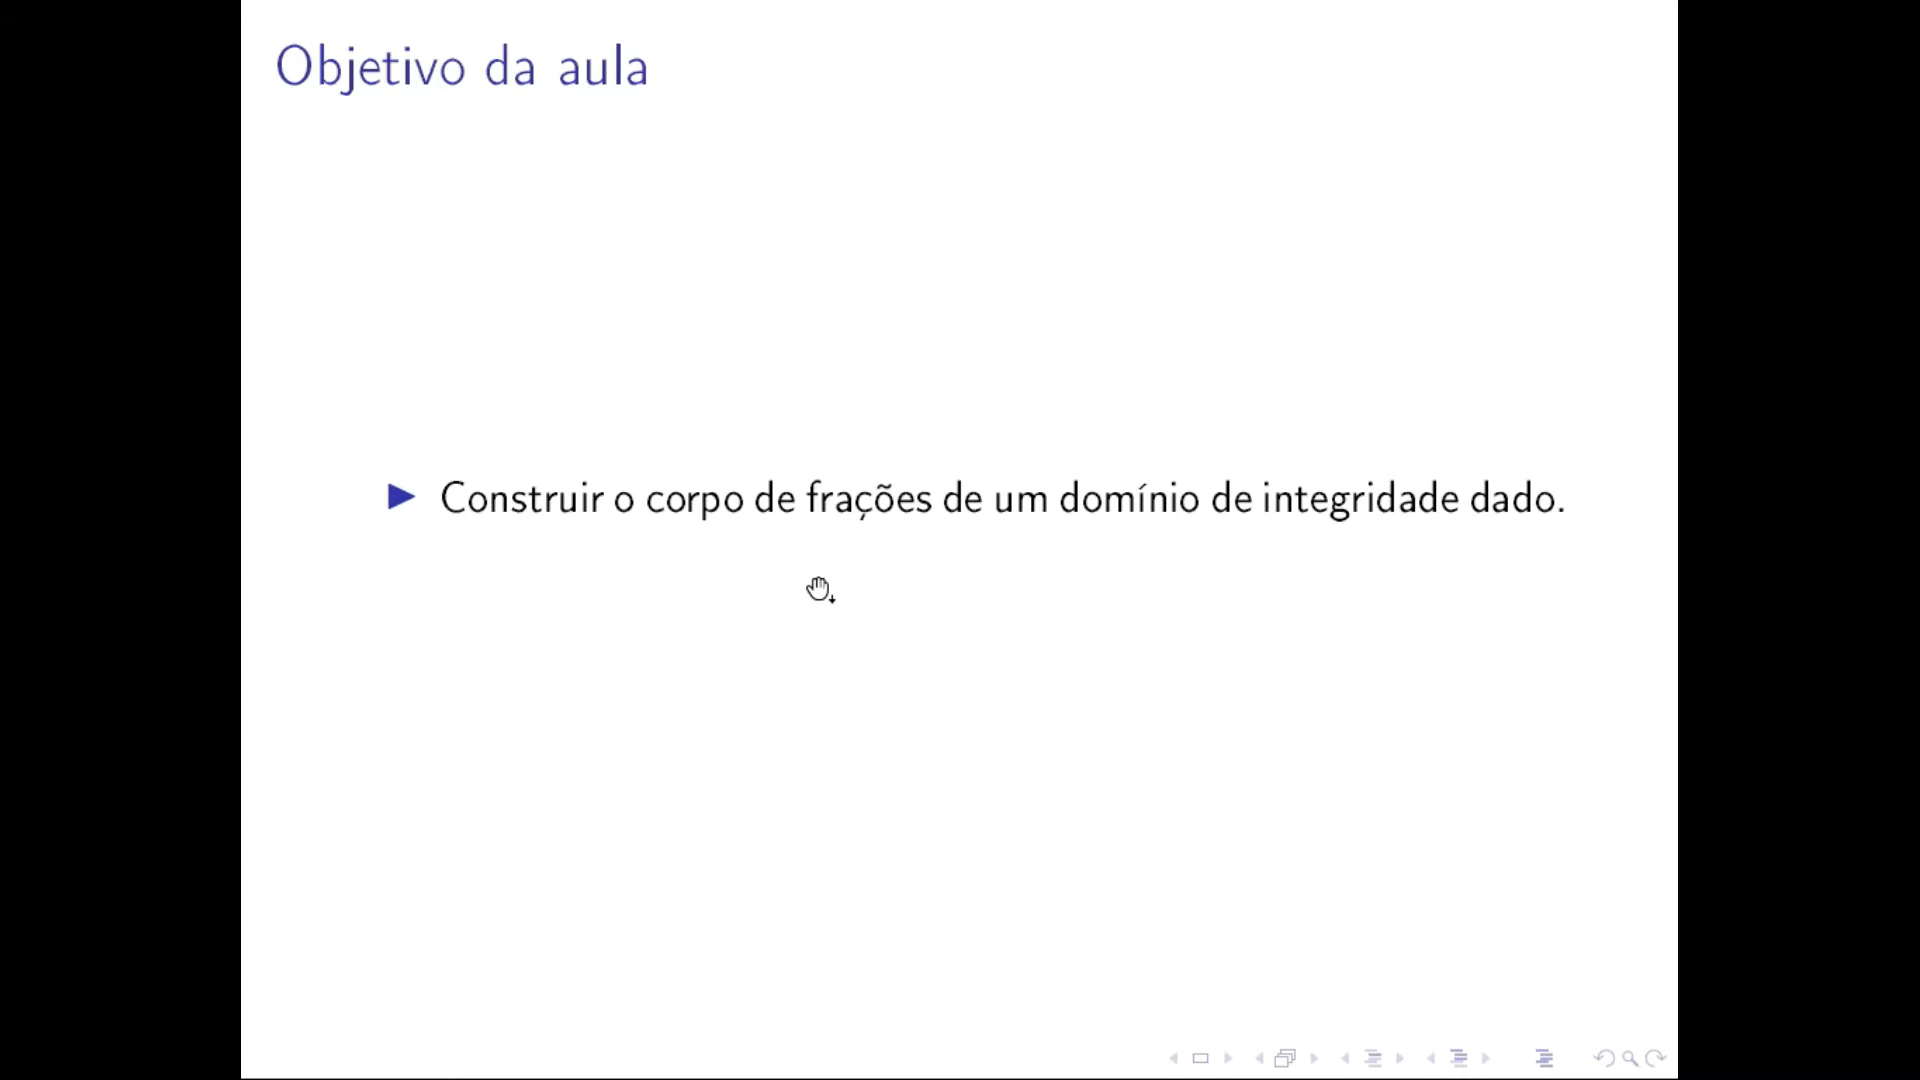 Objetivo da aula
Construir o corpo de frações de um domínio de integridade dado.